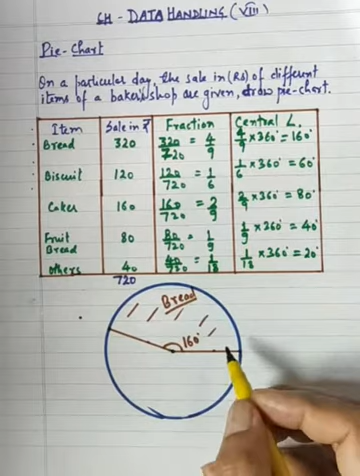 CH - DATA HANDLING (VIII)
Pie-Chart
On a particular day, the sale in (Rs) of different
items of a baker's shop are given, draw pie-chart.
Item Sale in ₹ Fraction Central ∠.
Bread 320 320/720 = 4/9 4/9 × 360° = 160°
Biscuit 120 120/720 = 1/6 1/6 × 360° = 60°
Cakes 160 160/720 = 2/9 2/9 × 360° = 80°
Fruit Bread 80 80/720 = 1/9 1/9 × 360° = 40°
Others 40 40/720 = 1/18 1/18 × 360° = 20°
720
Bread
160°